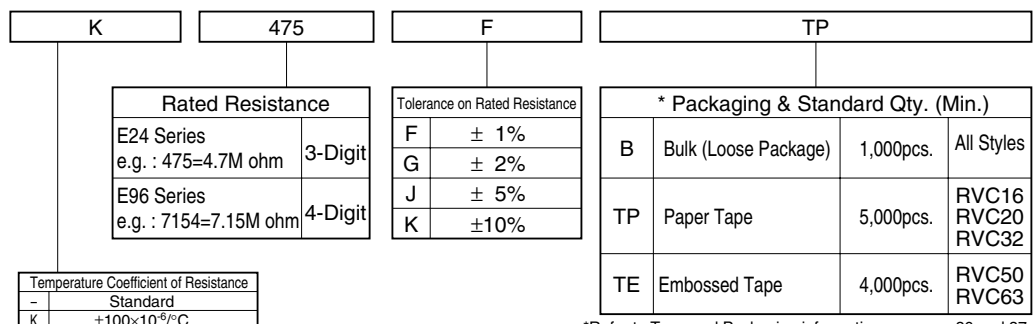 K 475 F TP
Rated Resistance
E24 Series
e.g. : 475=4.7M ohm
3-Digit
E96 Series
e.g. : 7154=7.15M ohm
4-Digit
Tolerance on Rated Resistance
F ± 1%
G ± 2%
J ± 5%
K ±10%
* Packaging & Standard Qty. (Min.)
B Bulk (Loose Package) 1,000pcs. All Styles
TP Paper Tape 5,000pcs. RVC16
RVC20
RVC32
TE Embossed Tape 4,000pcs. RVC50
RVC63
Temperature Coefficient of Resistance
– Standard
K ±100×10-6/°C